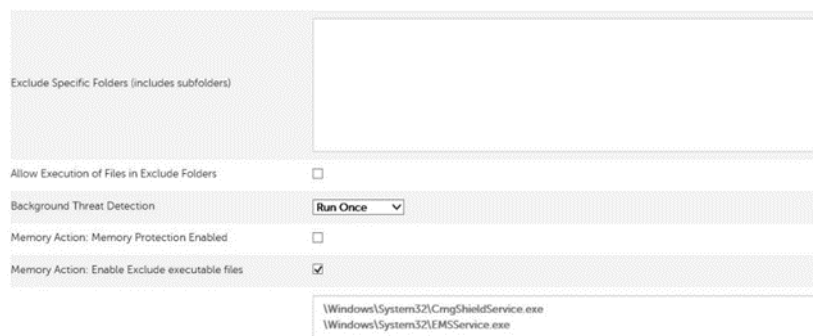 Exclude Specific Folders (includes subfolders)
Allow Execution of Files in Exclude Folders
Background Threat Detection
Run Once
Memory Action: Memory Protection Enabled
Memory Action: Enable Exclude executable files
\Windows\System32\CmgShieldService.exe
\Windows\System32\EMSService.exe